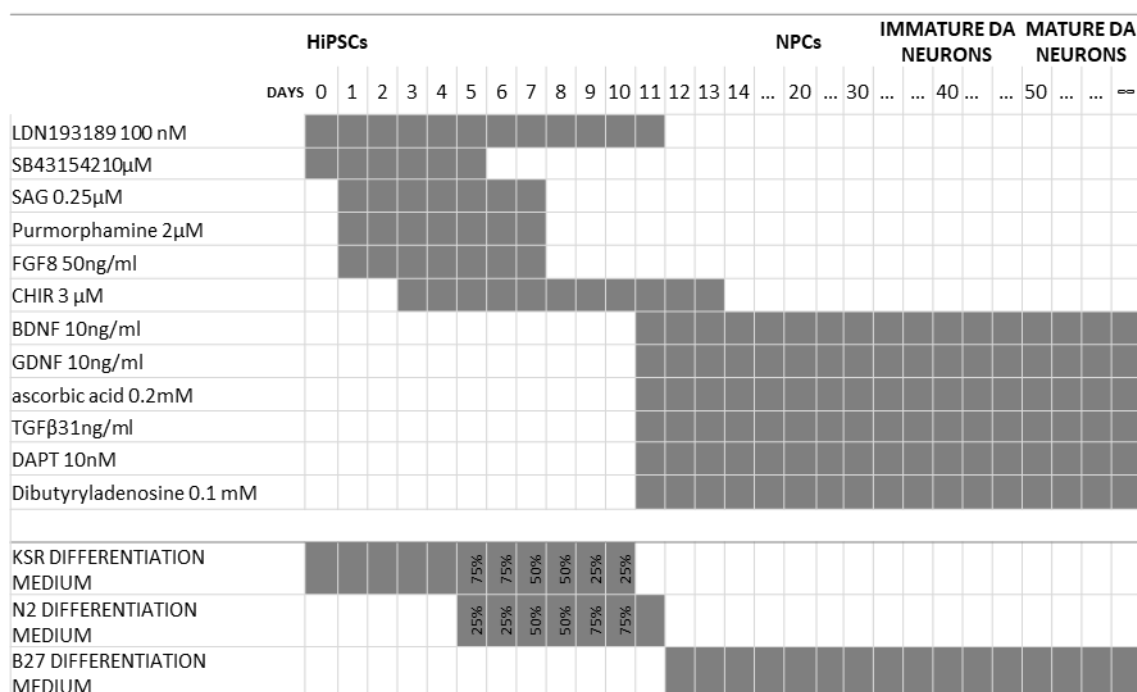 HiPSCs NPCs IMMATURE DA NEURONS MATURE DA NEURONS
DAYS 0 1 2 3 4 5 6 7 8 9 10 11 12 13 14 ... 20 ... 30 ... ... 40 ... ... 50 ... ... ∞
LDN193189 100 nM
SB43154210µM
SAG 0.25µM
Purmorphamine 2µM
FGF8 50ng/ml
CHIR 3 µM
BDNF 10ng/ml
GDNF 10ng/ml
ascorbic acid 0.2mM
TGFβ31ng/ml
DAPT 10nM
Dibutyryladenosine 0.1 mM
KSR DIFFERENTIATION
MEDIUM
75% 75% 50% 50% 25% 25%
N2 DIFFERENTIATION
MEDIUM
25% 25% 50% 50% 75% 75%
B27 DIFFERENTIATION
MEDIUM